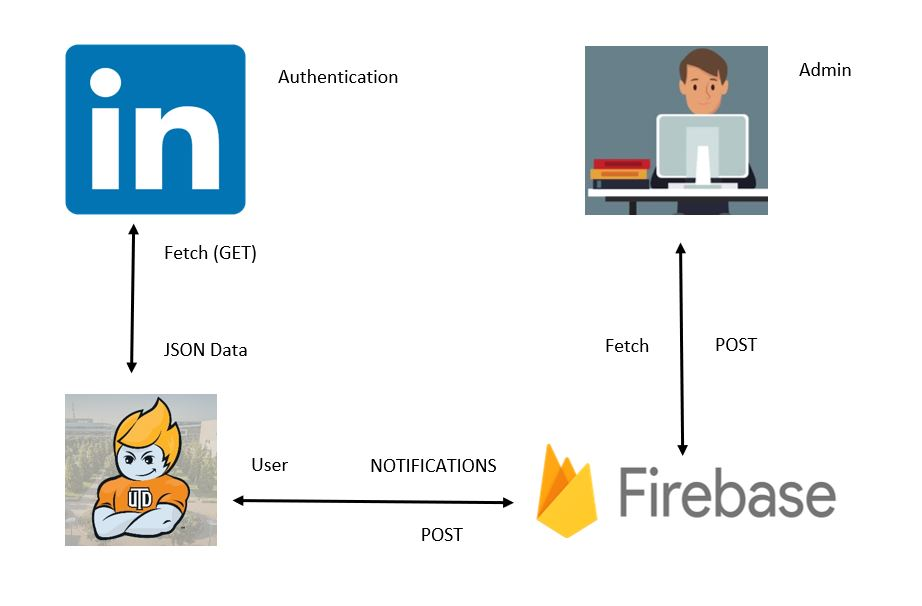 in
Authentication
Admin
Fetch (GET)
JSON Data
Fetch
POST
User
NOTIFICATIONS
POST
UTD
Firebase